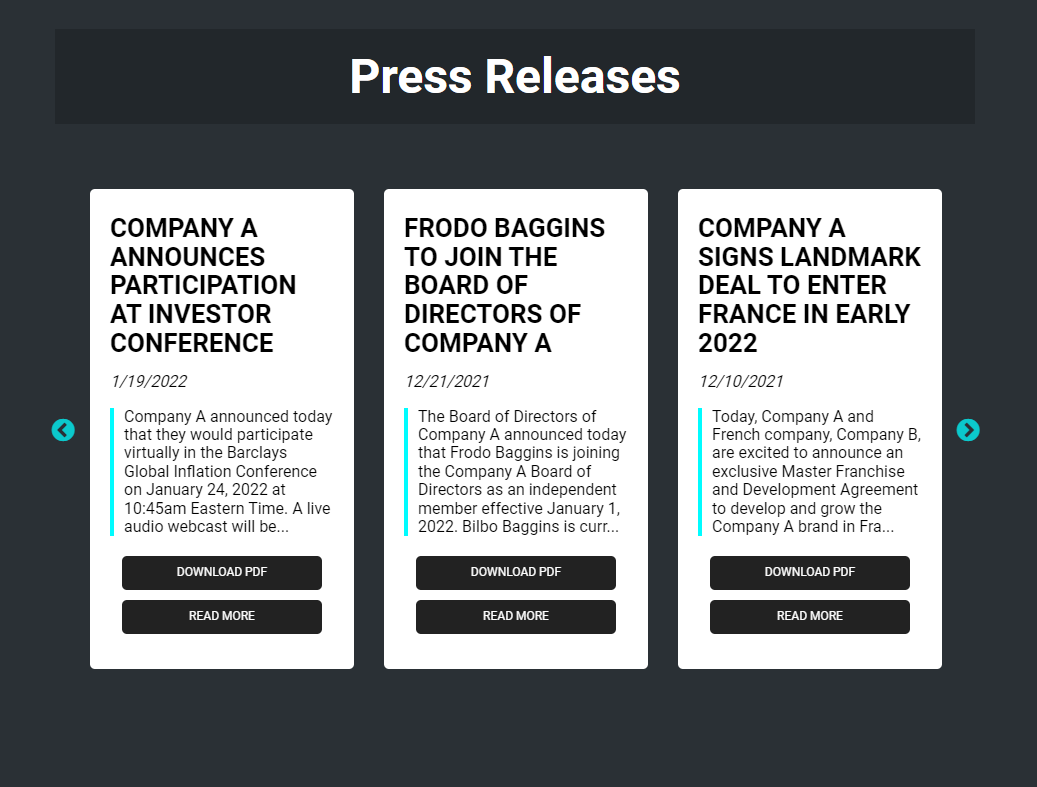 Press Releases
COMPANY A
ANNOUNCES
PARTICIPATION
AT INVESTOR
CONFERENCE
1/19/2022
Company A announced today
that they would participate
virtually in the Barclays
Global Inflation Conference
on January 24, 2022 at
10:45am Eastern Time. A live
audio webcast will be...
DOWNLOAD PDF
READ MORE
FRODO BAGGINS
TO JOIN THE
BOARD OF
DIRECTORS OF
COMPANY A
12/21/2021
The Board of Directors of
Company A announced today
that Frodo Baggins is joining
the Company A Board of
Directors as an independent
member effective January 1,
2022. Bilbo Baggins is curr...
DOWNLOAD PDF
READ MORE
COMPANY A
SIGNS LANDMARK
DEAL TO ENTER
FRANCE IN EARLY
2022
12/10/2021
Today, Company A and
French company, Company B,
are excited to announce an
exclusive Master Franchise
and Development Agreement
to develop and grow the
Company A brand in Fra...
DOWNLOAD PDF
READ MORE